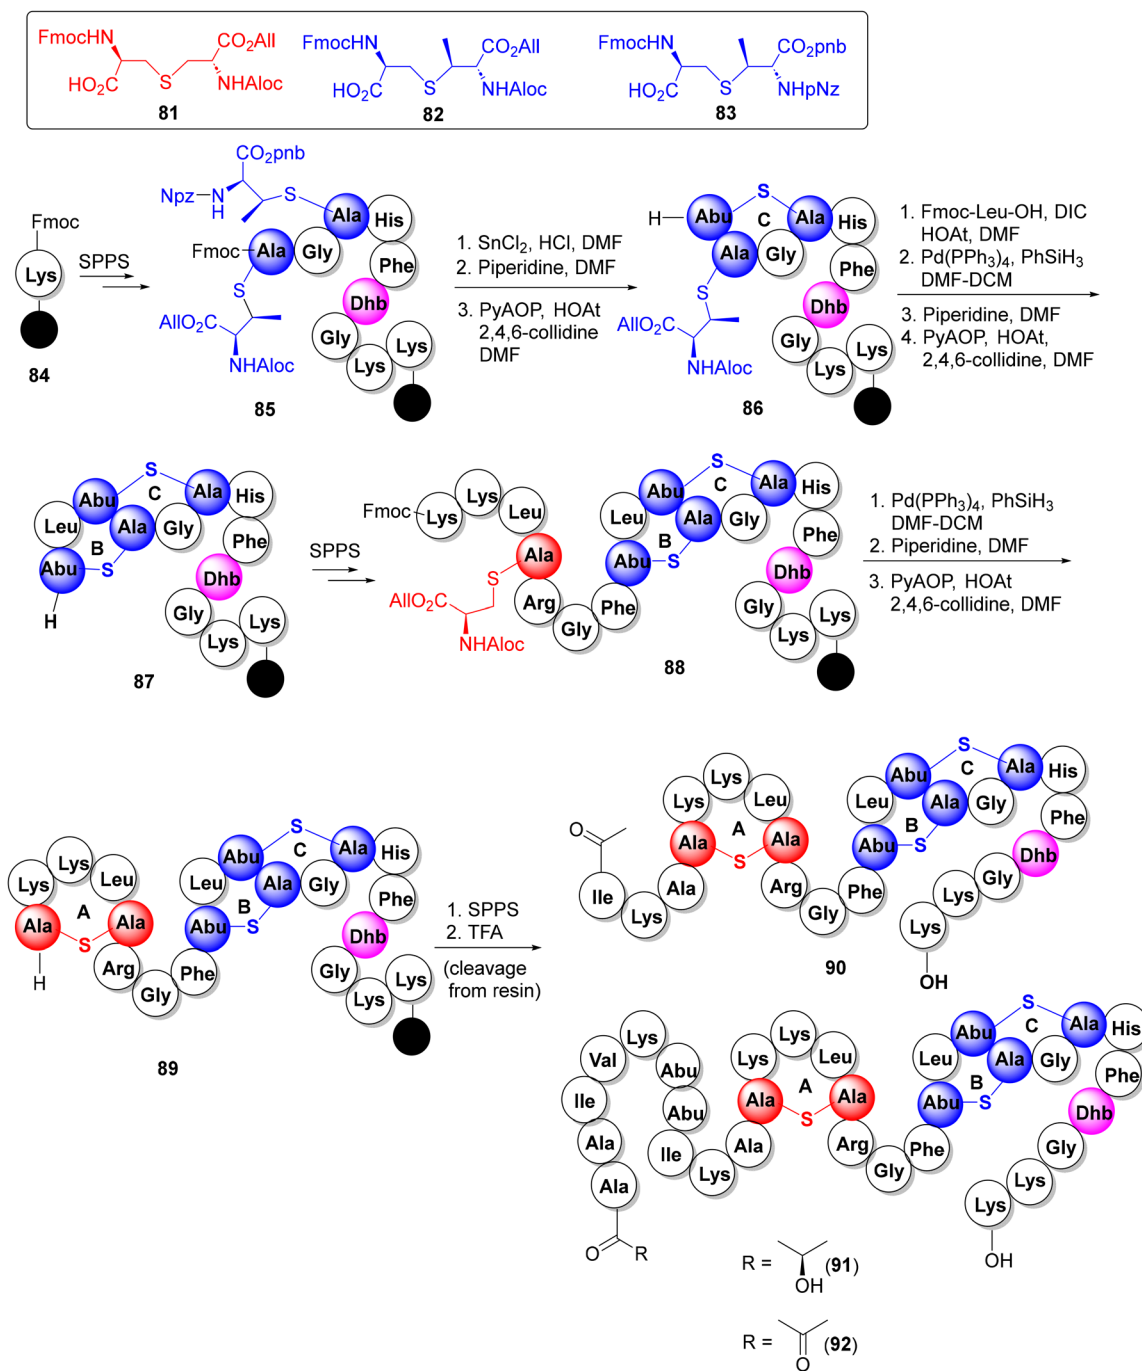 FmocHN
CO2All
HO2C
S
NHAloc
81
FmocHN
CO2All
HO2C
S
NHAloc
82
FmocHN
CO2pnb
HO2C
S
NHpNz
83
Fmoc
Lys
84
SPPS
CO2pnb
Npz
N
H
S
Ala
His
Fmoc
Ala
Gly
Phe
S
Dhb
AllO2C
Gly
Lys
Lys
NHAloc
85
1. SnCl2, HCl, DMF
2. Piperidine, DMF
3. PyAOP, HOAt
2,4,6-collidine
DMF
H
Abu
S
C
Ala
His
Ala
Gly
Phe
S
Dhb
AllO2C
Gly
Lys
Lys
NHAloc
86
1. Fmoc-Leu-OH, DIC
HOAt, DMF
2. Pd(PPh3)4, PhSiH3
DMF-DCM
3. Piperidine, DMF
4. PyAOP, HOAt,
2,4,6-collidine, DMF
S
Abu
C
Ala
His
Leu
Ala
Gly
B
Phe
Abu
S
Dhb
H
Gly
Lys
Lys
87
SPPS
Fmoc
Lys
Lys
Leu
Ala
S
AllO2C
NHAloc
Arg
Gly
Phe
Abu
S
B
Leu
Abu
Ala
S
C
Gly
Ala
His
Phe
Dhb
Gly
Lys
Lys
88
1. Pd(PPh3)4, PhSiH3
DMF-DCM
2. Piperidine, DMF
3. PyAOP, HOAt
2,4,6-collidine, DMF
Lys
Lys
Leu
A
Ala
S
Ala
H
Arg
Gly
Phe
Abu
S
B
Leu
Abu
Ala
S
C
Gly
Ala
His
Phe
Dhb
Gly
Lys
Lys
89
1. SPPS
2. TFA
(cleavage
from resin)
O
Ile
Lys
Ala
Ala
Lys
Lys
Leu
A
S
Ala
Arg
Gly
Phe
Abu
S
B
Leu
Abu
Ala
S
C
Gly
Ala
His
Phe
Dhb
Gly
Lys
Lys
OH
90
O
R
Ala
Ala
Ile
Val
Lys
Abu
Abu
Ile
Lys
Ala
Ala
Lys
Lys
Leu
A
S
Ala
Arg
Gly
Phe
Abu
S
B
Leu
Abu
Ala
S
C
Gly
Ala
His
Phe
Dhb
Gly
Lys
Lys
OH
R =
(91)
OH
R =
(92)
O